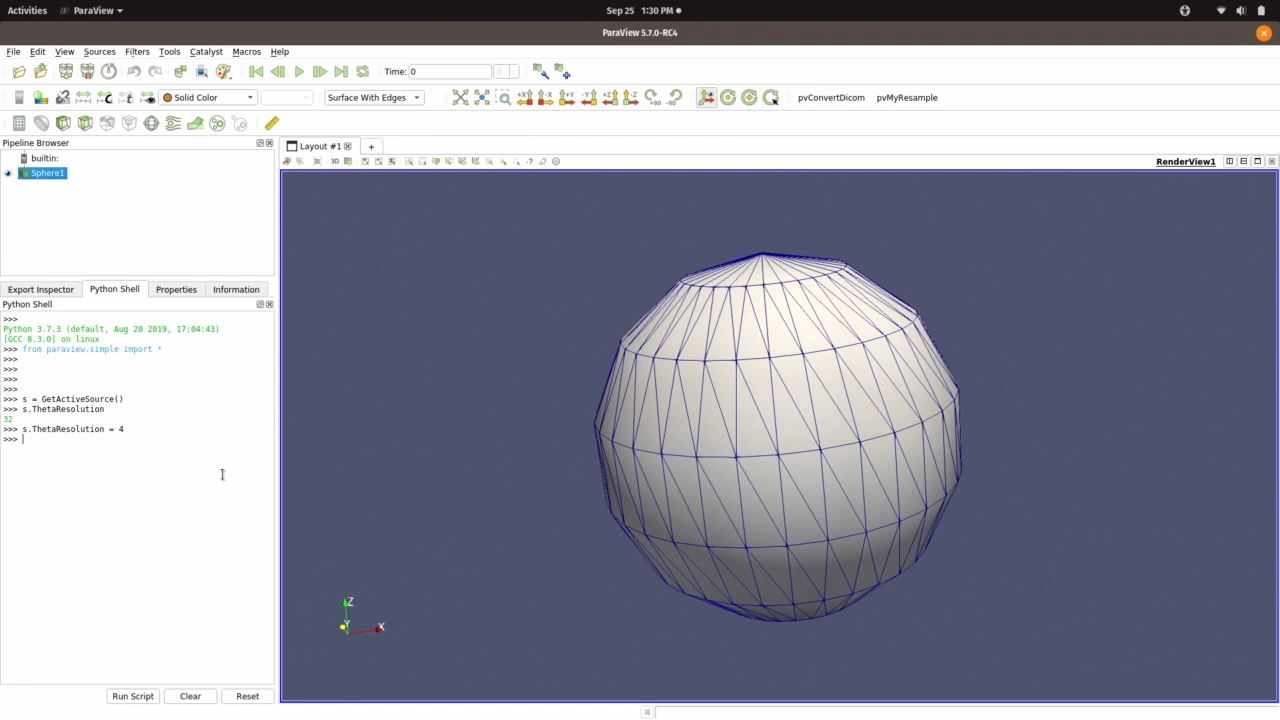 Activities ParaView Sep 25 1:30 PM
ParaView 5.7.0-RC4
File Edit View Sources Filters Tools Catalyst Macros Help
Time: 0 0
Solid Color Surface With Edges pvConvertDicom pvMyResample
Pipeline Browser
Layout #1 +
builtin:
3D RenderView1
Sphere1
Export Inspector Python Shell Properties Information
Python Shell
>>>
Python 3.7.3 (default, Aug 20 2019, 17:04:43)
[GCC 8.3.0] on linux
>>> from paraview.simple import *
>>>
>>>
>>>
>>>
>>> s = GetActiveSource()
>>> s.ThetaResolution
32
>>> s.ThetaResolution = 4
>>>
Z
Y X
Run Script Clear Reset